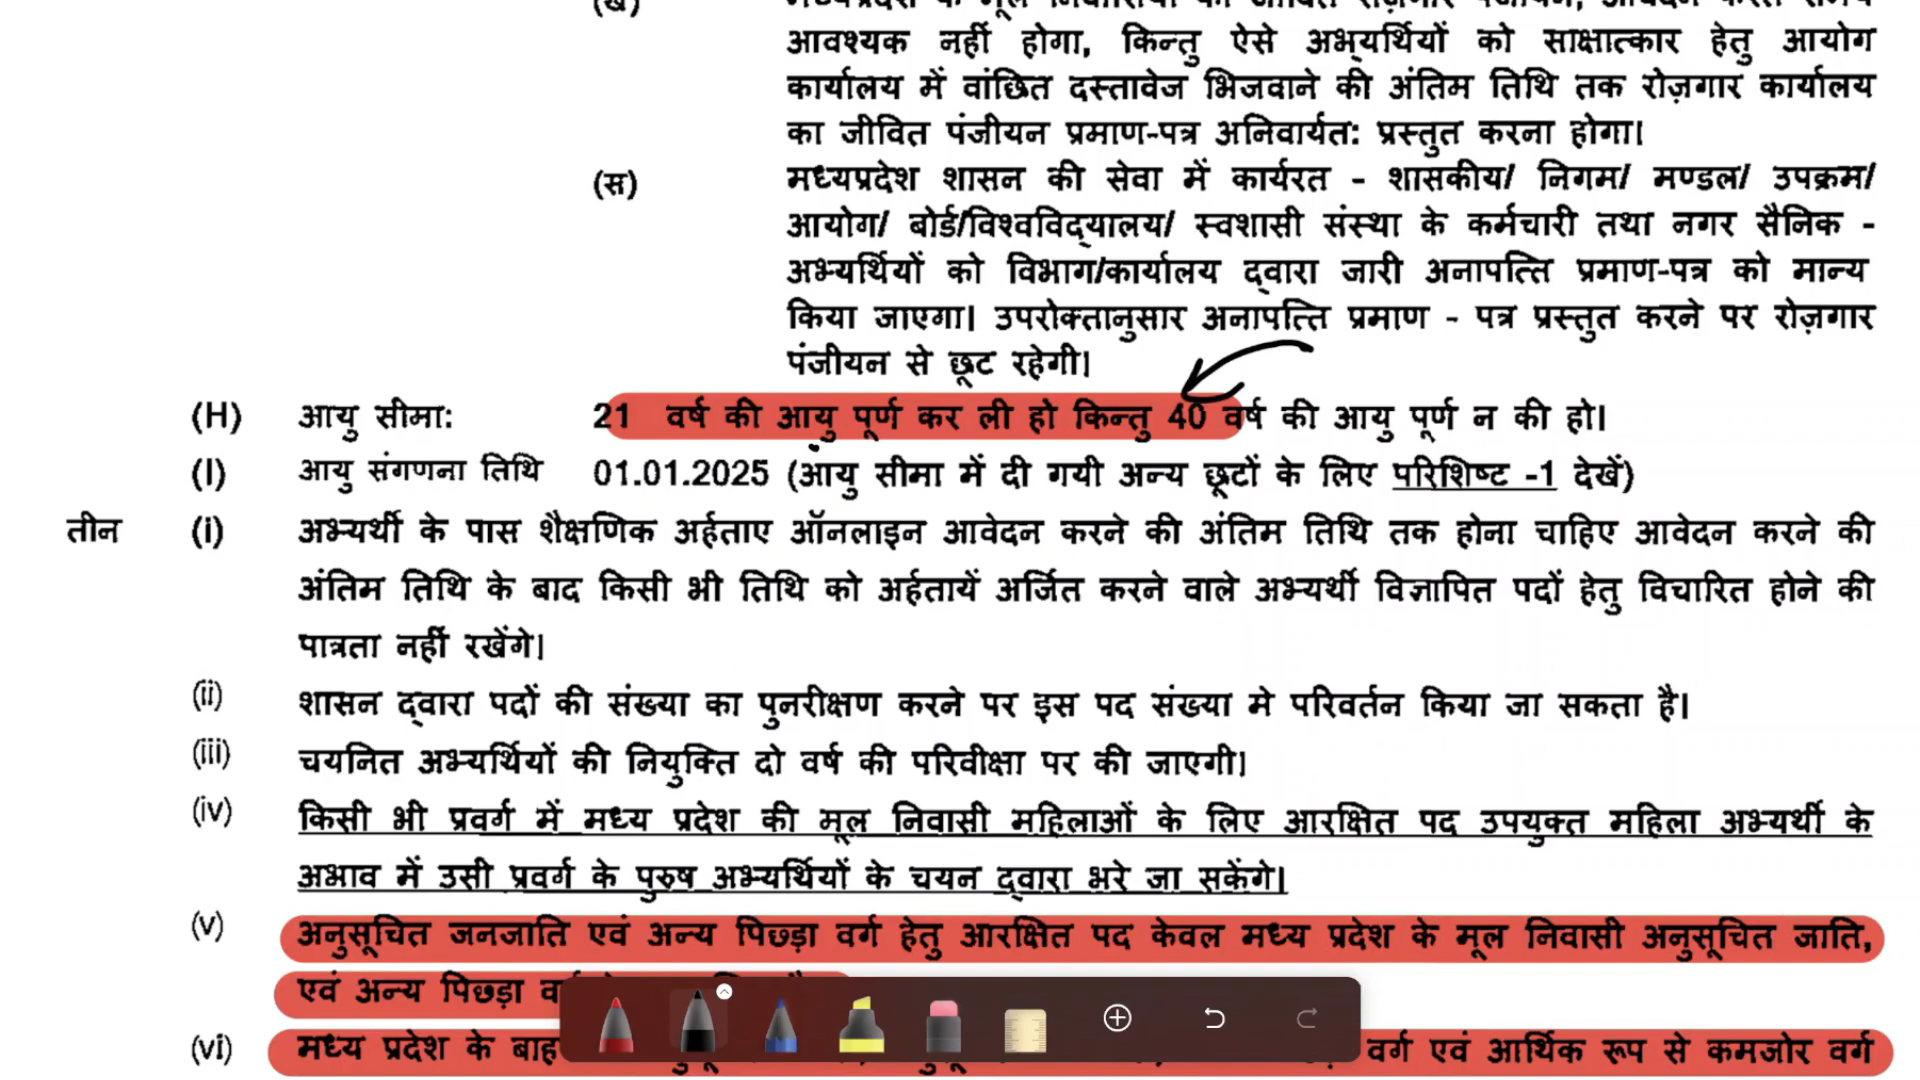 (ख)
आवश्यक नहीं होगा, किन्तु ऐसे अभ्यर्थियों को साक्षात्कार हेतु आयोग
कार्यालय में वांछित दस्तावेज भिजवाने की अंतिम तिथि तक रोज़गार कार्यालय
का जीवित पंजीयन प्रमाण-पत्र अनिवार्यत: प्रस्तुत करना होगा।
(स) मध्यप्रदेश शासन की सेवा में कार्यरत - शासकीय/ निगम/ मण्डल/ उपक्रम/
आयोग/ बोर्ड/विश्वविद्यालय/ स्वशासी संस्था के कर्मचारी तथा नगर सैनिक -
अभ्यर्थियों को विभाग/कार्यालय द्वारा जारी अनापत्ति प्रमाण-पत्र को मान्य
किया जाएगा। उपरोक्तानुसार अनापत्ति प्रमाण - पत्र प्रस्तुत करने पर रोज़गार
पंजीयन से छूट रहेगी।
(H) आयु सीमा: 21 वर्ष की आयु पूर्ण कर ली हो किन्तु 40 वर्ष की आयु पूर्ण न की हो।
(I) आयु संगणना तिथि 01.01.2025 (आयु सीमा में दी गयी अन्य छूटों के लिए परिशिष्ट -1 देखें)
तीन (i) अभ्यर्थी के पास शैक्षणिक अर्हताए ऑनलाइन आवेदन करने की अंतिम तिथि तक होना चाहिए आवेदन करने की
अंतिम तिथि के बाद किसी भी तिथि को अर्हतायें अर्जित करने वाले अभ्यर्थी विज्ञापित पदों हेतु विचारित होने की
पात्रता नहीं रखेंगे।
(ii) शासन द्वारा पदों की संख्या का पुनरीक्षण करने पर इस पद संख्या मे परिवर्तन किया जा सकता है।
(iii) चयनित अभ्यर्थियों की नियुक्ति दो वर्ष की परिवीक्षा पर की जाएगी।
(iv) किसी भी प्रवर्ग में मध्य प्रदेश की मूल निवासी महिलाओं के लिए आरक्षित पद उपयुक्त महिला अभ्यर्थी के
अभाव में उसी प्रवर्ग के पुरुष अभ्यर्थियों के चयन द्वारा भरे जा सकेंगे।
(v) अनुसूचित जनजाति एवं अन्य पिछड़ा वर्ग हेतु आरक्षित पद केवल मध्य प्रदेश के मूल निवासी अनुसूचित जाति,
एवं अन्य पिछड़ा
(vi) मध्य प्रदेश के वर्ग एवं आर्थिक रूप से कमजोर वर्ग